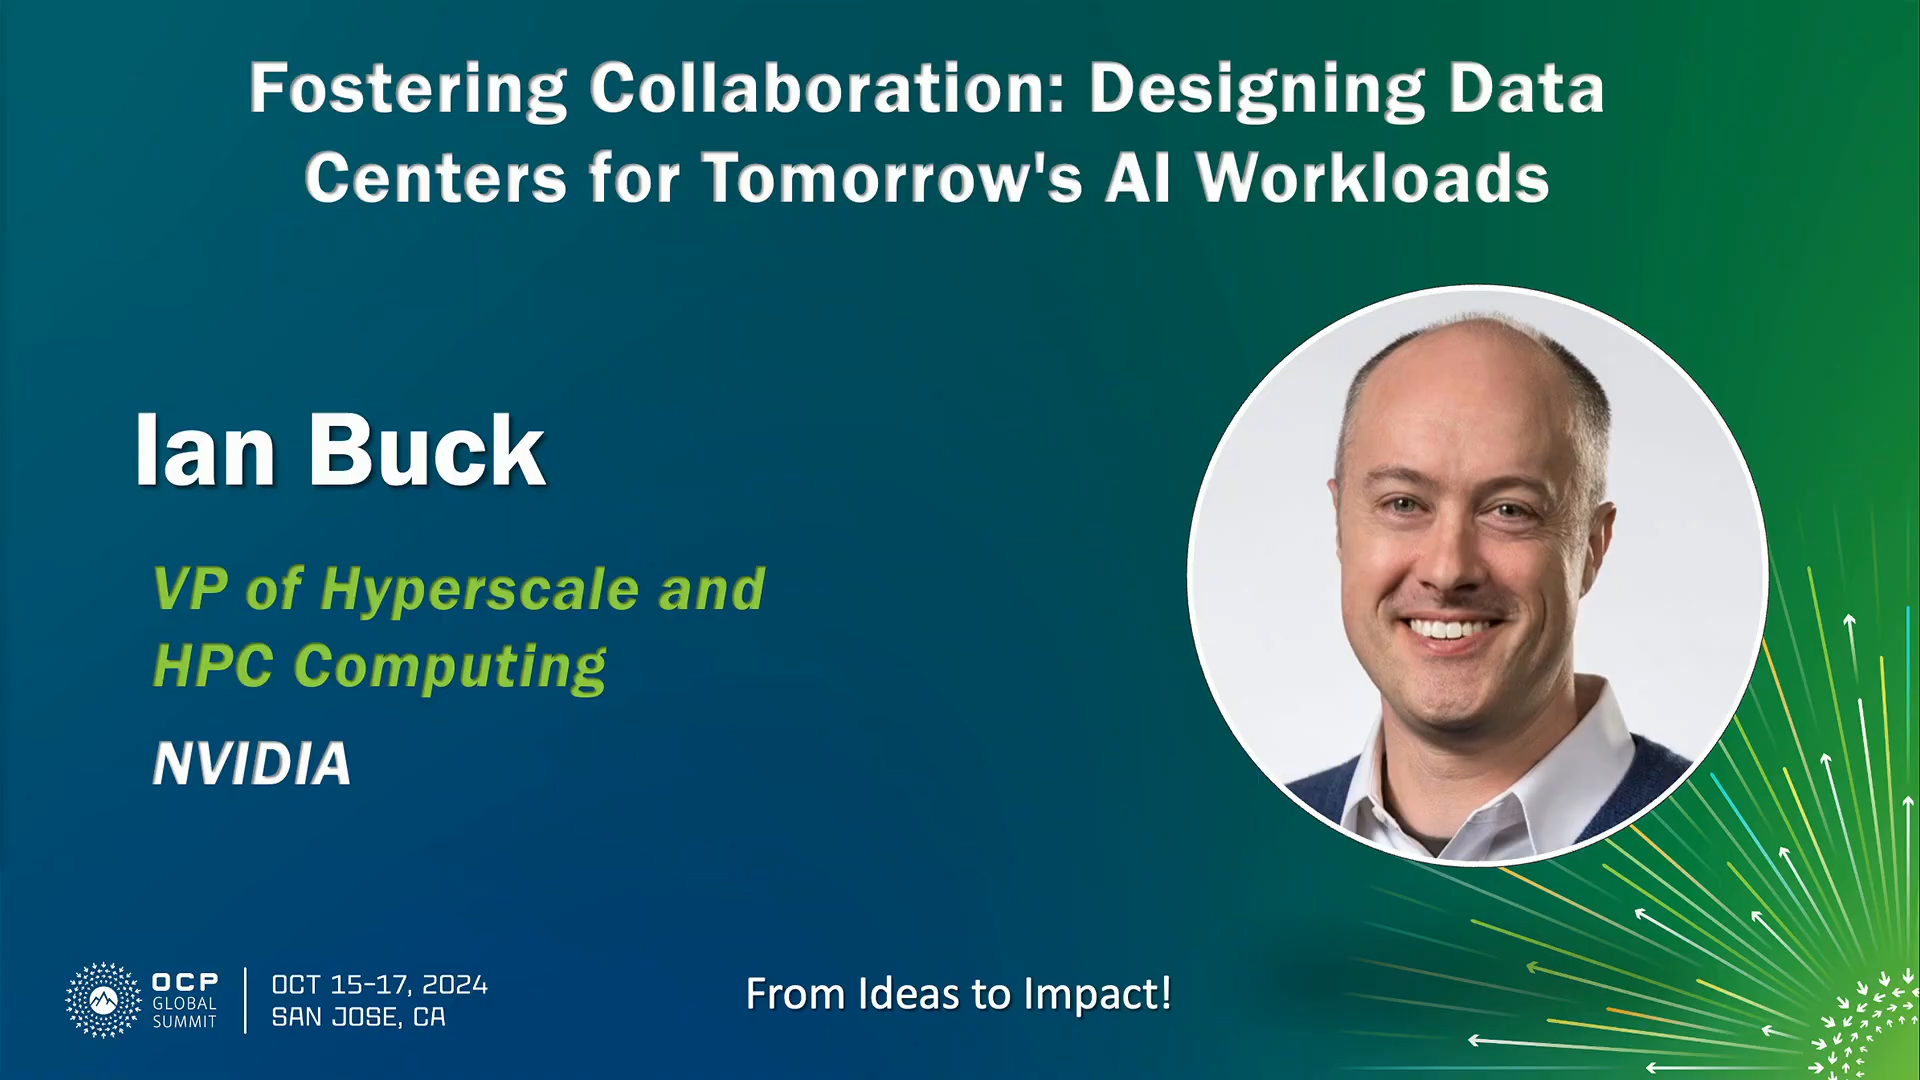 Fostering Collaboration: Designing Data
Centers for Tomorrow's AI Workloads
Ian Buck
VP of Hyperscale and
HPC Computing
NVIDIA
OCP
GLOBAL
SUMMIT
OCT 15-17, 2024
SAN JOSE, CA
From Ideas to Impact!